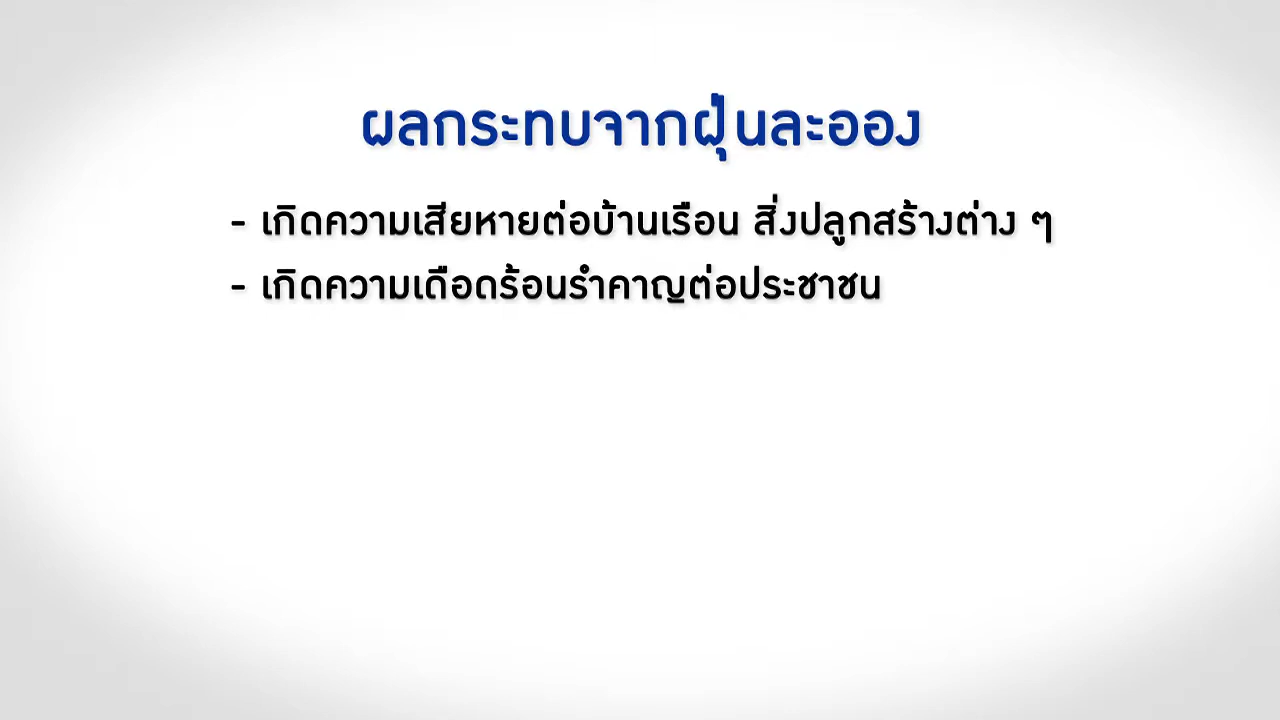 ผลกระทบจากฝุ่นละออง
- เกิดความเสียหายต่อบ้านเรือน สิ่งปลูกสร้างต่าง ๆ
- เกิดความเดือดร้อนรำคาญต่อประชาชน